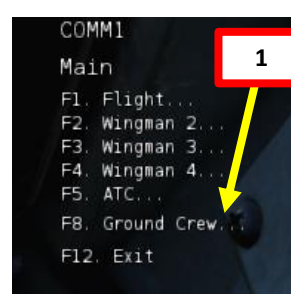 COMM1
Main
1
F1. Flight...
F2. Wingman 2...
F3. Wingman 3...
F4. Wingman 4...
F5. ATC...
F8. Ground Crew...
F12. Exit